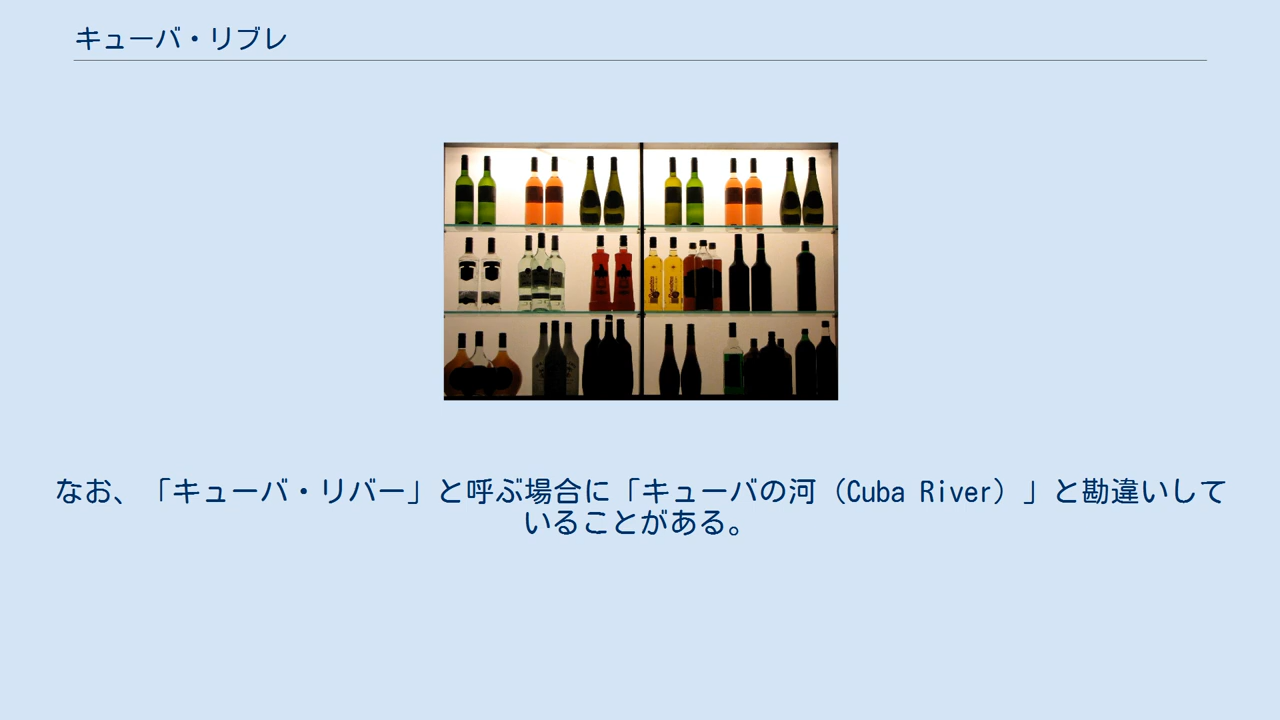 キューバ・リブレ
なお、「キューバ・リバー」と呼ぶ場合に「キューバの河（Cuba River）」と勘違いして
いることがある。